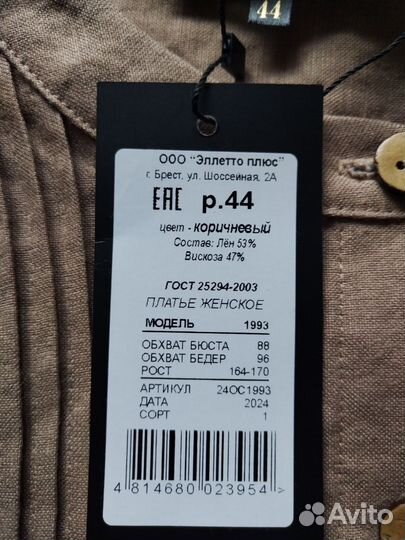 44
ООО "Эллетто плюс"
г. Брест. ул. Шоссейная, 2А
ЕАС р.44
цвет - коричневый
Состав: Лён 53%
Вискоза 47%
ГОСТ 25294-2003
ПЛАТЬЕ ЖЕНСКОЕ
МОДЕЛЬ 1993
ОБХВАТ БЮСТА 88
ОБХВАТ БЕДЕР 96
РОСТ 164-170
АРТИКУЛ 24ОС1993
ДАТА 2024
СОРТ 1
4 814680 023954 >
44
Avito